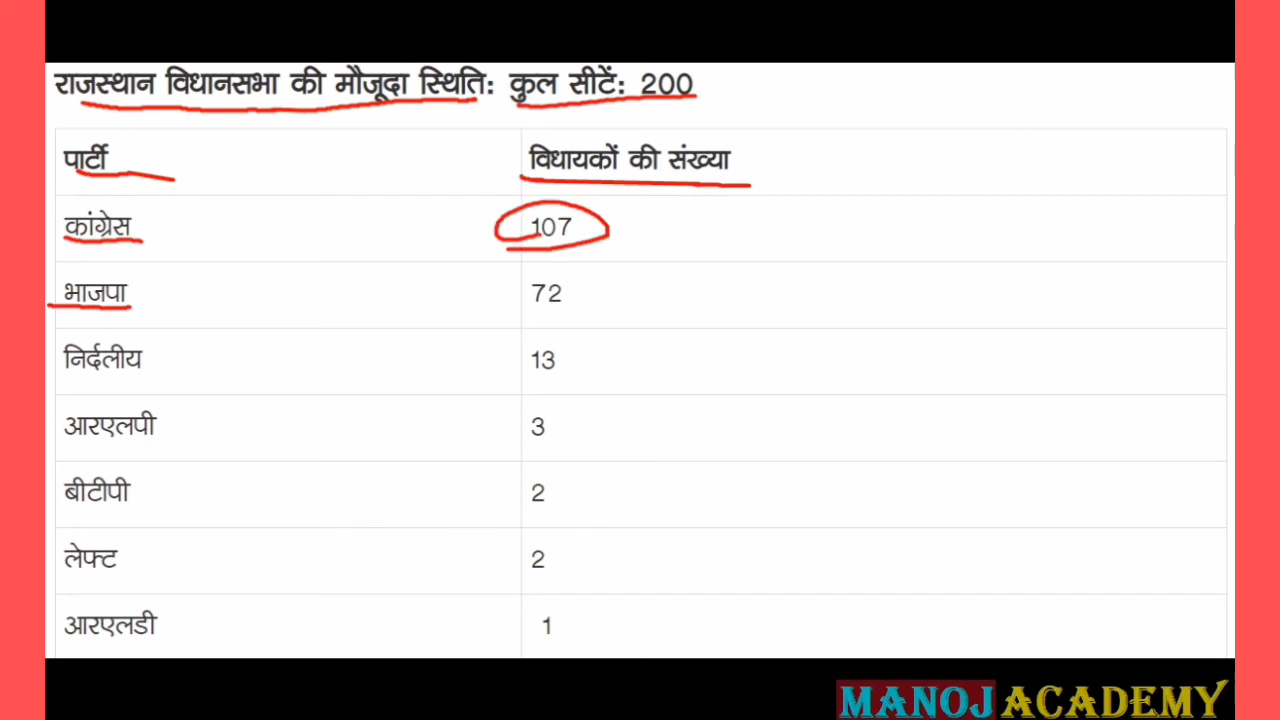 राजस्थान विधानसभा की मौजूदा स्थिति: कुल सीटें: 200
पार्टी विधायकों की संख्या
कांग्रेस 107
भाजपा 72
निर्दलीय 13
आरएलपी 3
बीटीपी 2
लेफ्ट 2
आरएलडी 1
MANOJ ACADEMY